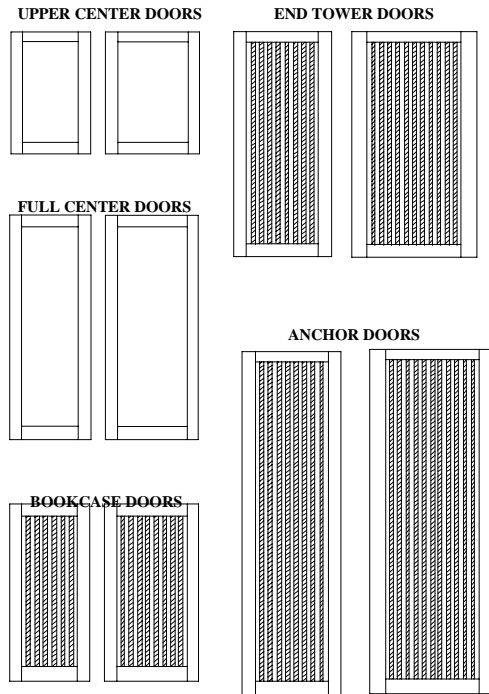 UPPER CENTER DOORS
END TOWER DOORS
FULL CENTER DOORS
ANCHOR DOORS
BOOKCASE DOORS